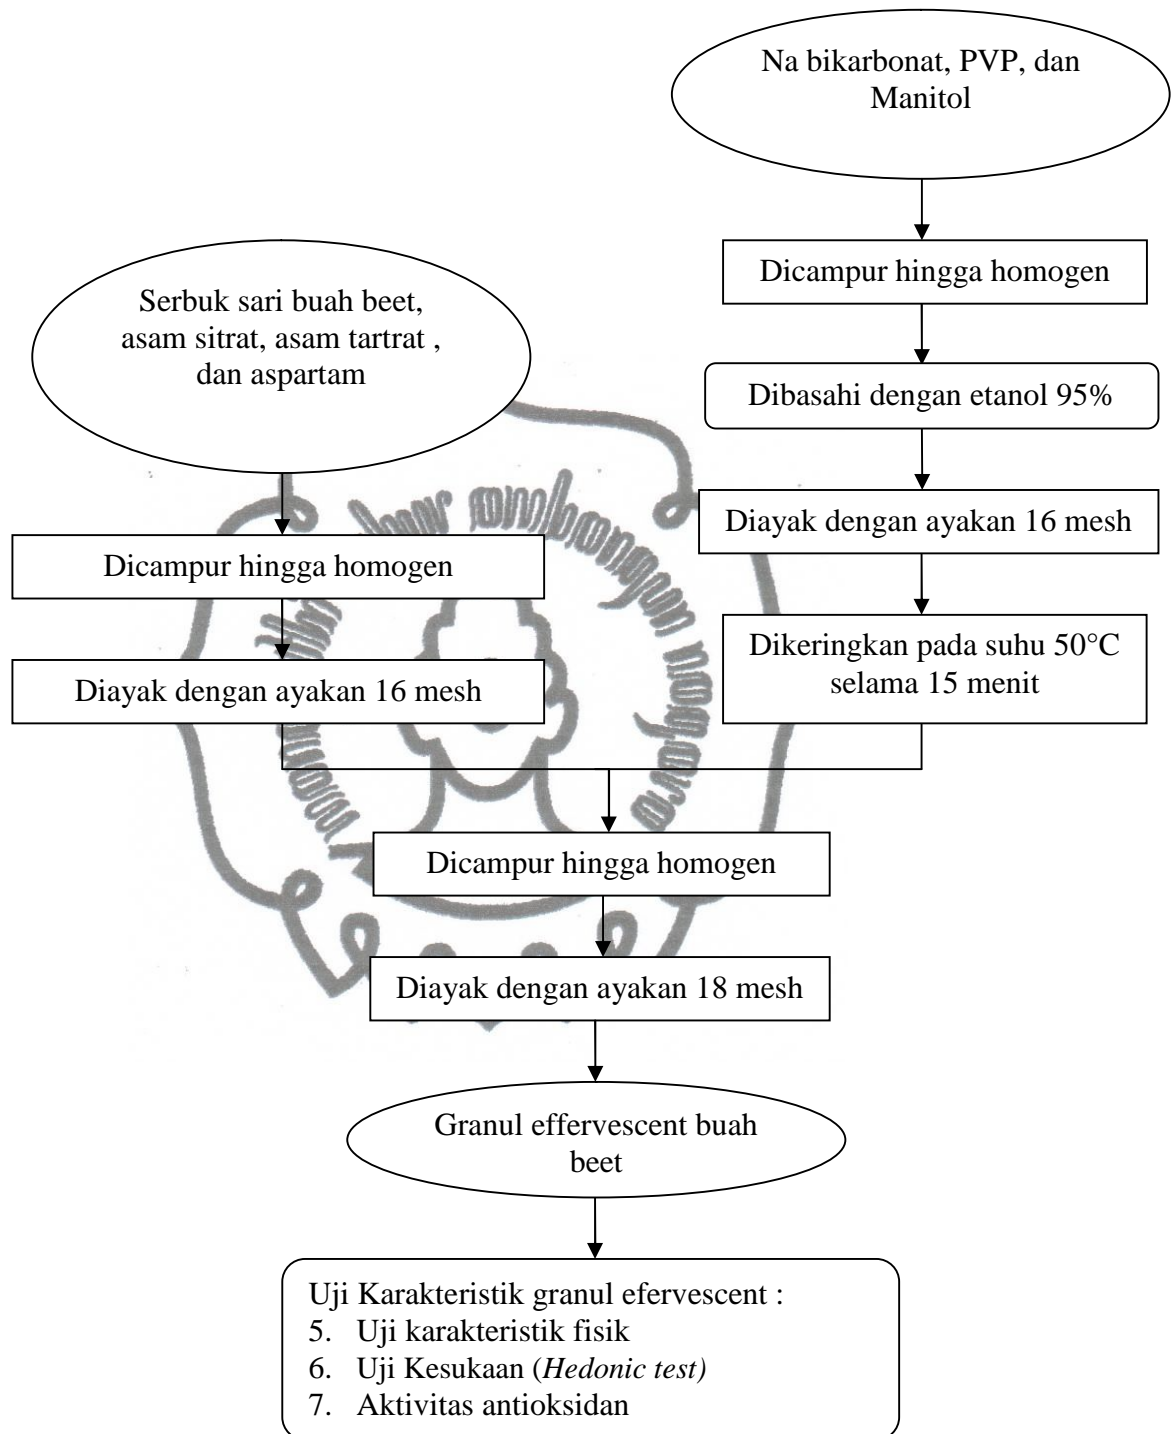 Na bikarbonat, PVP, dan
Manitol
Dicampur hingga homogen
Dibasahi dengan etanol 95%
Diayak dengan ayakan 16 mesh
Dikeringkan pada suhu 50°C
selama 15 menit
Serbuk sari buah beet,
asam sitrat, asam tartrat ,
dan aspartam
Dicampur hingga homogen
Diayak dengan ayakan 16 mesh
Dicampur hingga homogen
Diayak dengan ayakan 18 mesh
Granul effervescent buah
beet
Uji Karakteristik granul efervescent :
5. Uji karakteristik fisik
6. Uji Kesukaan (Hedonic test)
7. Aktivitas antioksidan